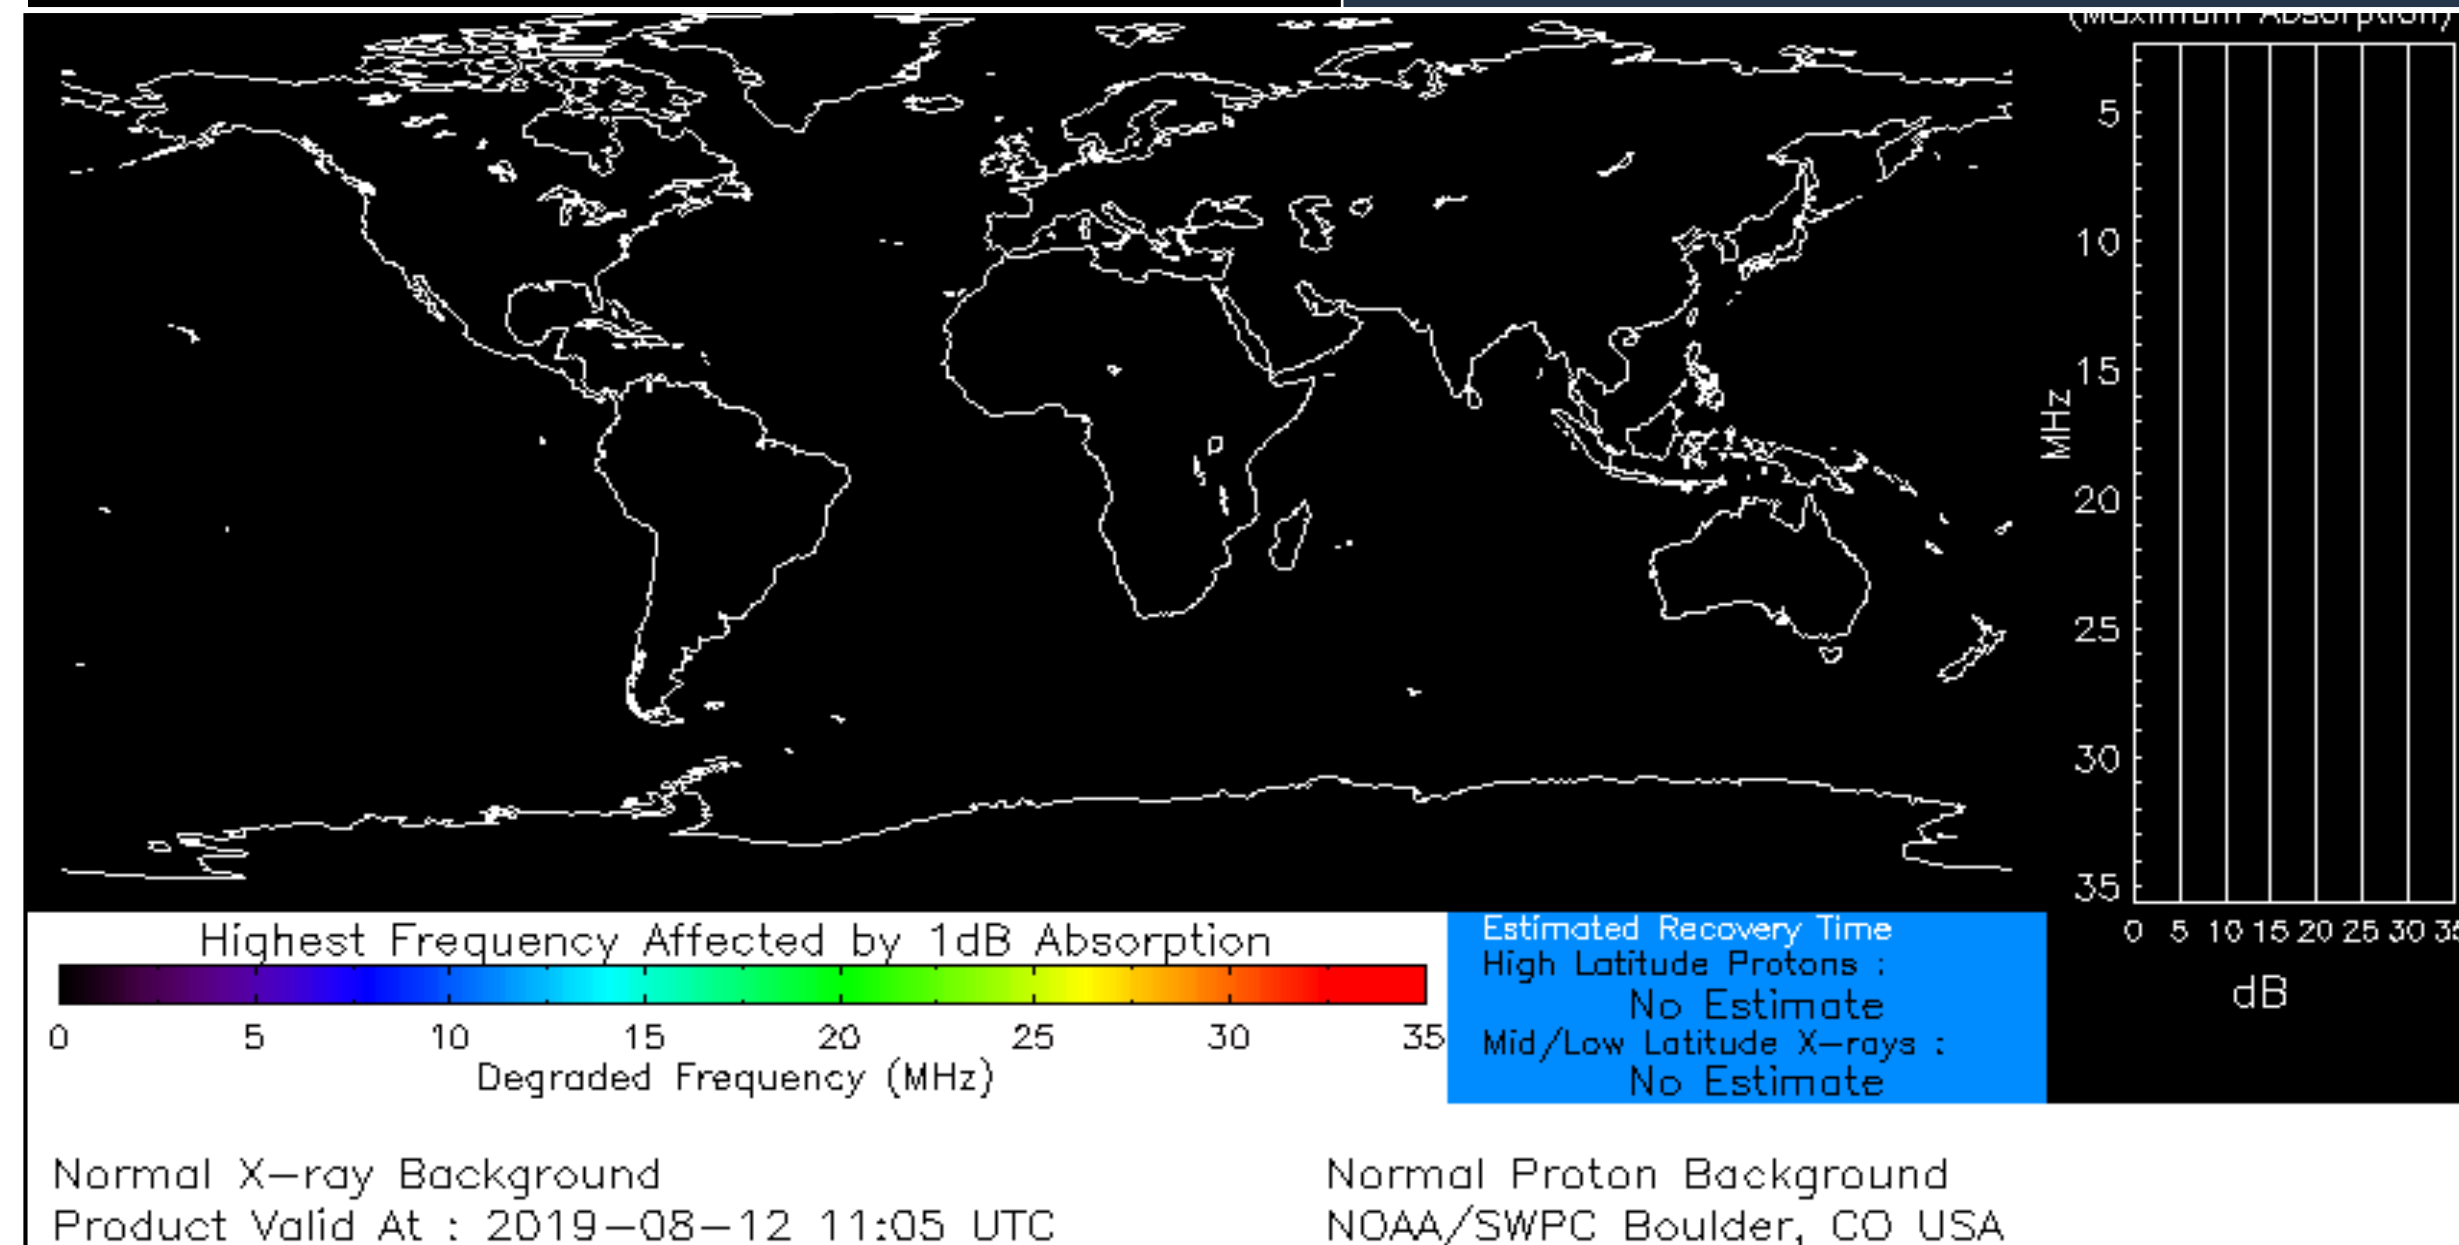 (Maximum Absorption)
5
10
15
20
25
30
35
MHz
0 5 10 15 20 25 30 35
dB
Highest Frequency Affected by 1dB Absorption
0 5 10 15 20 25 30 35
Degraded Frequency (MHz)
Estimated Recovery Time
High Latitude Protons :
No Estimate
Mid/Low Latitude X-rays :
No Estimate
Normal X-ray Background
Product Valid At : 2019-08-12 11:05 UTC
Normal Proton Background
NOAA/SWPC Boulder, CO USA